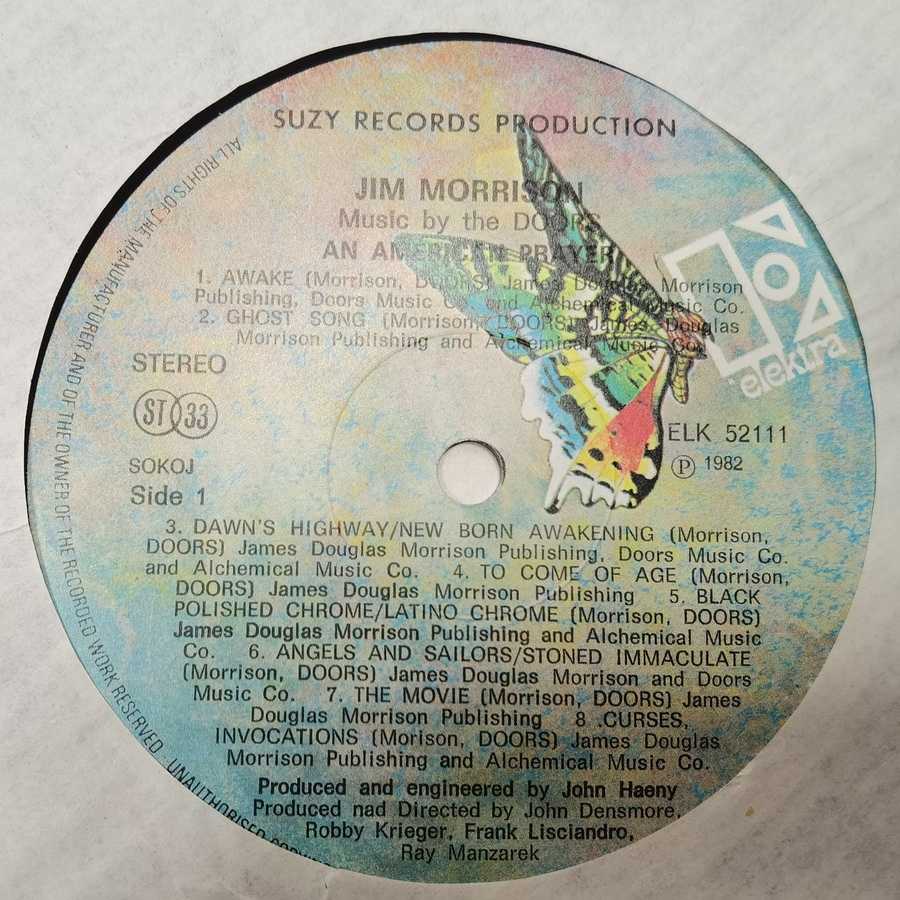 SUZY RECORDS PRODUCTION
JIM MORRISON
Music by the DOORS
AN AMERICAN PRAYER
1. AWAKE (Morrison, DOORS) James Douglas Morrison
Publishing, Doors Music Co. and Alchemical Music Co.
2. GHOST SONG (Morrison, DOORS) James Douglas
Morrison Publishing and Alchemical Music Co.
elektra
STEREO
ST 33
SOKOJ
Side 1
ELK 52111
Ⓟ 1982
3. DAWN'S HIGHWAY/NEW BORN AWAKENING (Morrison,
DOORS) James Douglas Morrison Publishing, Doors Music Co.
and Alchemical Music Co. 4. TO COME OF AGE (Morrison,
DOORS) James Douglas Morrison Publishing 5. BLACK
POLISHED CHROME/LATINO CHROME (Morrison, DOORS)
James Douglas Morrison Publishing and Alchemical Music
Co. 6. ANGELS AND SAILORS/STONED IMMACULATE
(Morrison, DOORS) James Douglas Morrison and Doors
Music Co. 7. THE MOVIE (Morrison, DOORS) James
Douglas Morrison Publishing 8 .CURSES,
INVOCATIONS (Morison, DOORS) James Douglas
Morrison Publishing and Alchemical Music Co.
Produced and engineered by John Haeny
Produced nad Directed by John Densmore,
Robby Krieger, Frank Lisciandro,
Ray Manzarek
ALL RIGHTS OF THE MANUFACTURER AND OF THE OWNER OF THE RECORDED WORK RESERVED · UNAUTHORISED